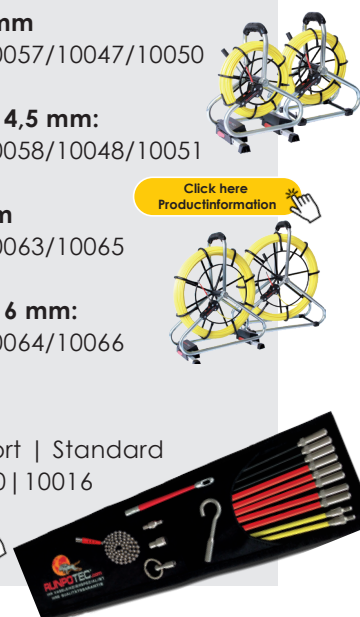 mm
0057/10047/10050
4,5 mm:
0058/10048/10051
Click here
Productinformation
m
0063/10065
6 mm:
0064/10066
ort | Standard
0|10016
RUNPOTEC.com